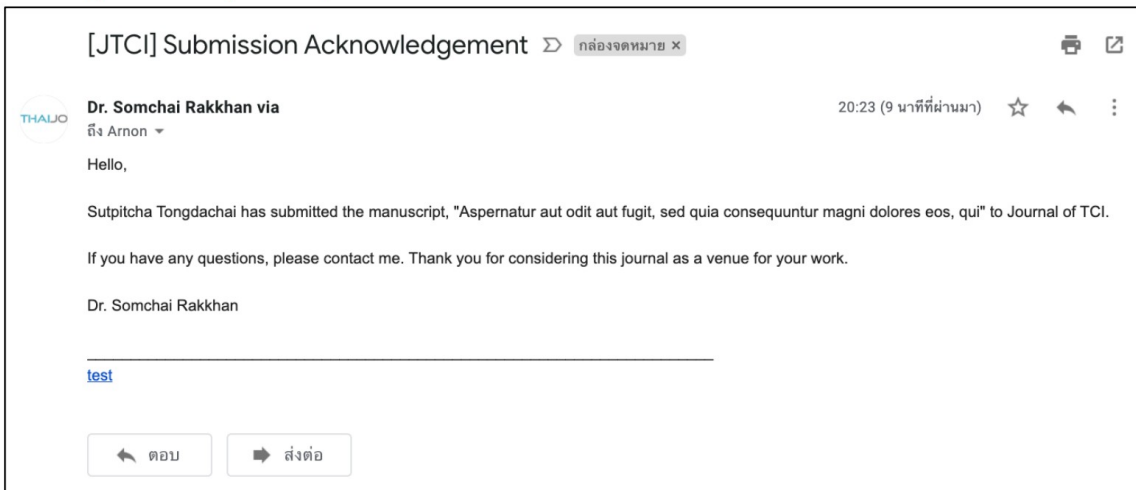 [JTCI] Submission Acknowledgement กล่องจดหมาย ×
THAIJO
Dr. Somchai Rakkhan via 20:23 (9 นาทีที่ผ่านมา)
ถึง Arnon
Hello,
Sutpitcha Tongdachai has submitted the manuscript, "Aspernatur aut odit aut fugit, sed quia consequuntur magni dolores eos, qui" to Journal of TCI.
If you have any questions, please contact me. Thank you for considering this journal as a venue for your work.
Dr. Somchai Rakkhan
test
ตอบ ส่งต่อ